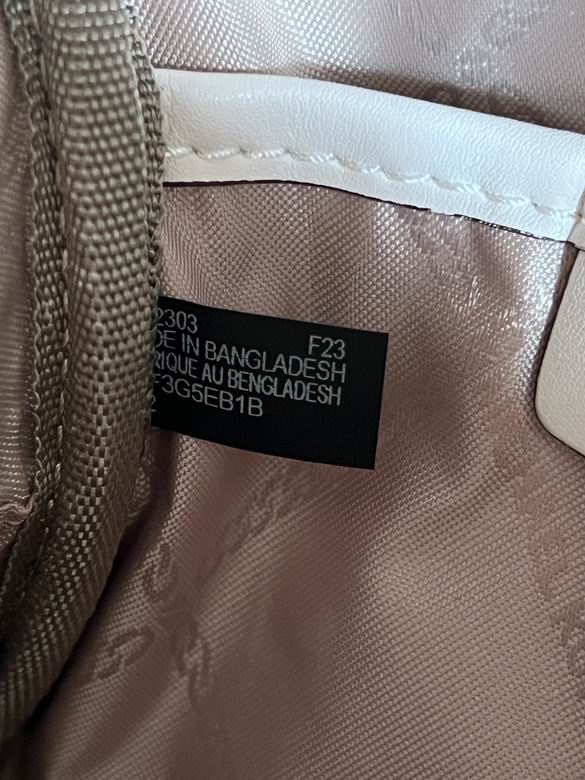 2303 F23
DE IN BANGLADESH
RIQUE AU BENGLADESH
F3G5EB1B